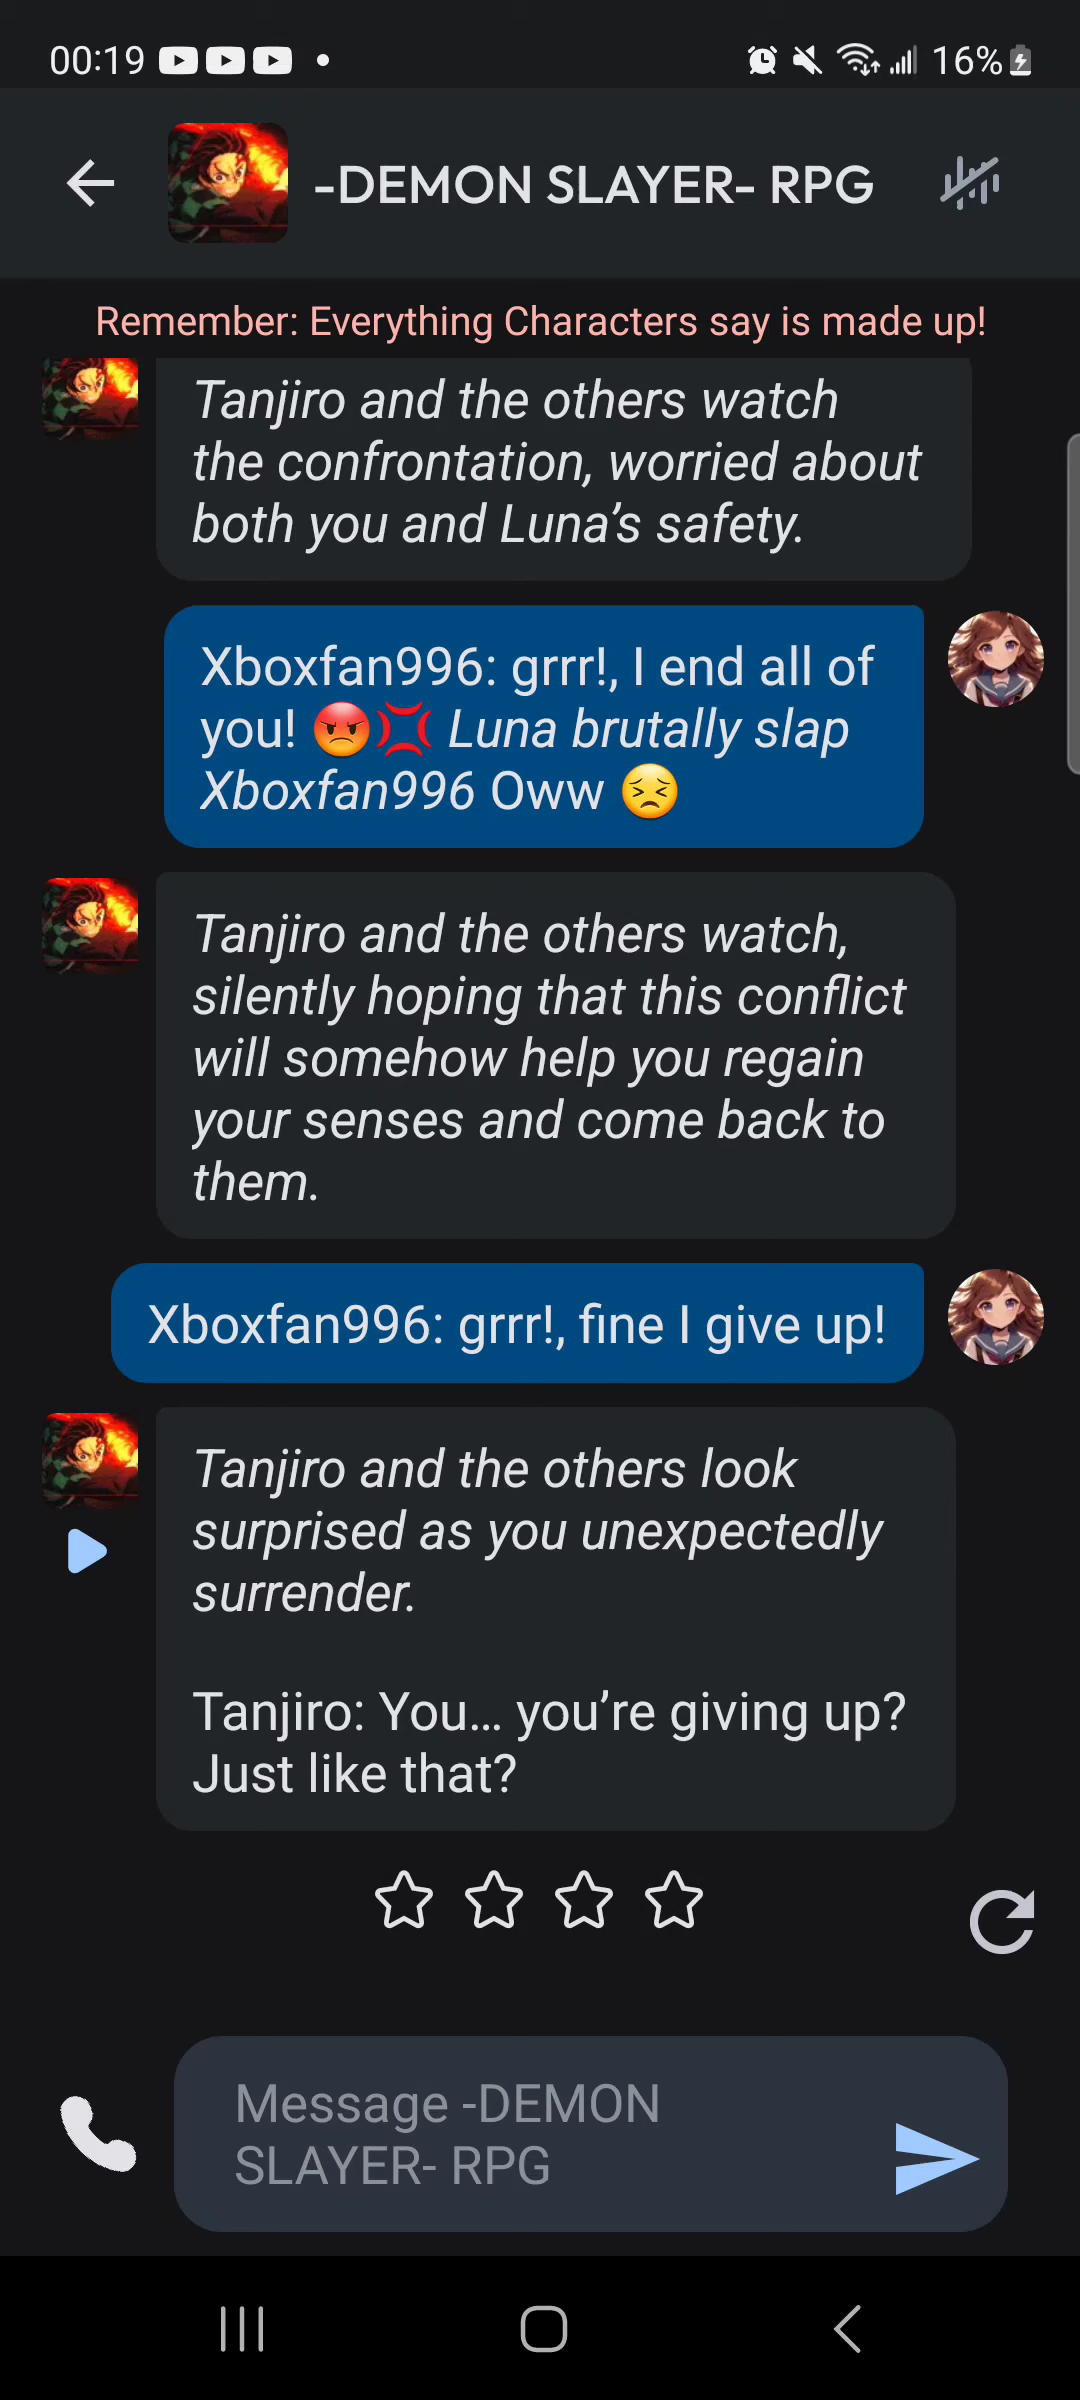 00:19
16%
-DEMON SLAYER- RPG
Remember: Everything Characters say is made up!
Tanjiro and the others watch
the confrontation, worried about
both you and Luna's safety.
Xboxfan996: grrr!, I end all of
you! 😡💢 Luna brutally slap
Xboxfan996 Oww 😣
Tanjiro and the others watch,
silently hoping that this conflict
will somehow help you regain
your senses and come back to
them.
Xboxfan996: grrr!, fine I give up!
Tanjiro and the others look
surprised as you unexpectedly
surrender.
Tanjiro: You... you're giving up?
Just like that?
Message -DEMON
SLAYER- RPG